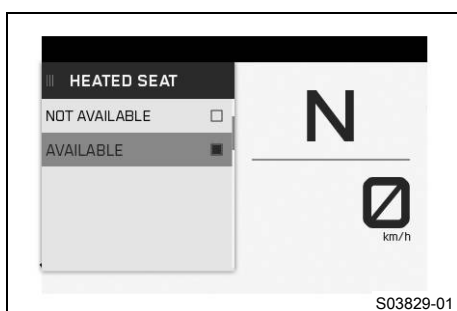 HEATED SEAT
NOT AVAILABLE
AVAILABLE
N
0
km/h
S03829-01